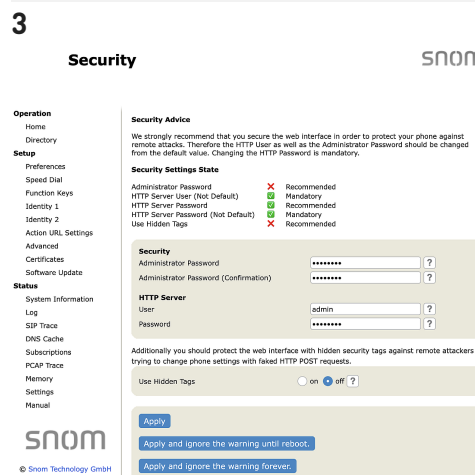 3
Security
snom
Operation
Home
Directory
Setup
Preferences
Speed Dial
Function Keys
Identity 1
Identity 2
Action URL Settings
Advanced
Certificates
Software Update
Status
System Information
Log
SIP Trace
DNS Cache
Subscriptions
PCAP Trace
Memory
Settings
Manual
snom
© Snom Technology GmbH
Security Advice
We strongly recommend that you secure the web interface in order to protect your phone against
remote attacks. Therefore the HTTP User as well as the Administrator Password should be changed
from the default value. Changing the HTTP Password is mandatory.
Security Settings State
Administrator Password Recommended
HTTP Server User (Not Default) Mandatory
HTTP Server Password Recommended
HTTP Server Password (Not Default) Mandatory
Use Hidden Tags Recommended
Security
Administrator Password •••••••• ?
Administrator Password (Confirmation) •••••••• ?
HTTP Server
User admin ?
Password •••••••• ?
Additionally you should protect the web interface with hidden security tags against remote attackers
trying to change phone settings with faked HTTP POST requests.
Use Hidden Tags on off ?
Apply
Apply and ignore the warning until reboot.
Apply and ignore the warning forever.